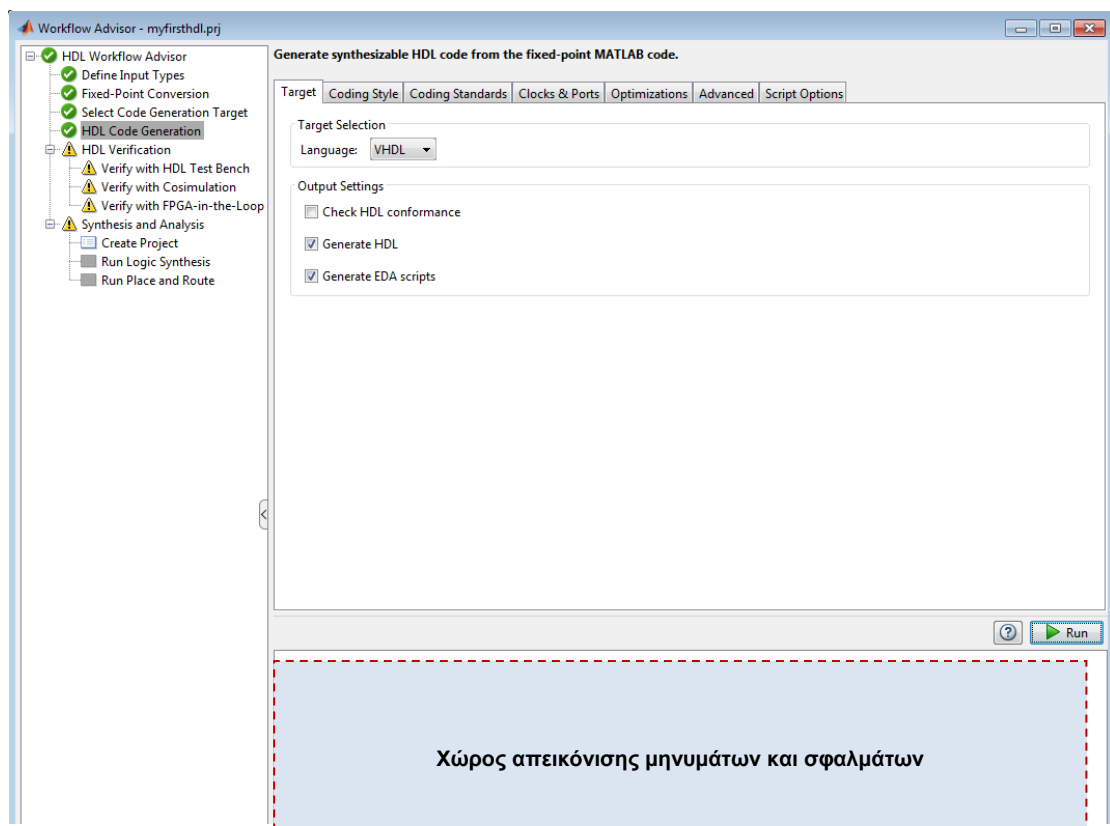 Workflow Advisor - myfirsthdl.prj
HDL Workflow Advisor
Define Input Types
Fixed-Point Conversion
Select Code Generation Target
HDL Code Generation
HDL Verification
Verify with HDL Test Bench
Verify with Cosimulation
Verify with FPGA-in-the-Loop
Synthesis and Analysis
Create Project
Run Logic Synthesis
Run Place and Route
Generate synthesizable HDL code from the fixed-point MATLAB code.
Target Coding Style Coding Standards Clocks & Ports Optimizations Advanced Script Options
Target Selection
Language: VHDL
Output Settings
Check HDL conformance
Generate HDL
Generate EDA scripts
Run
Χώρος απεικόνισης μηνυμάτων και σφαλμάτων